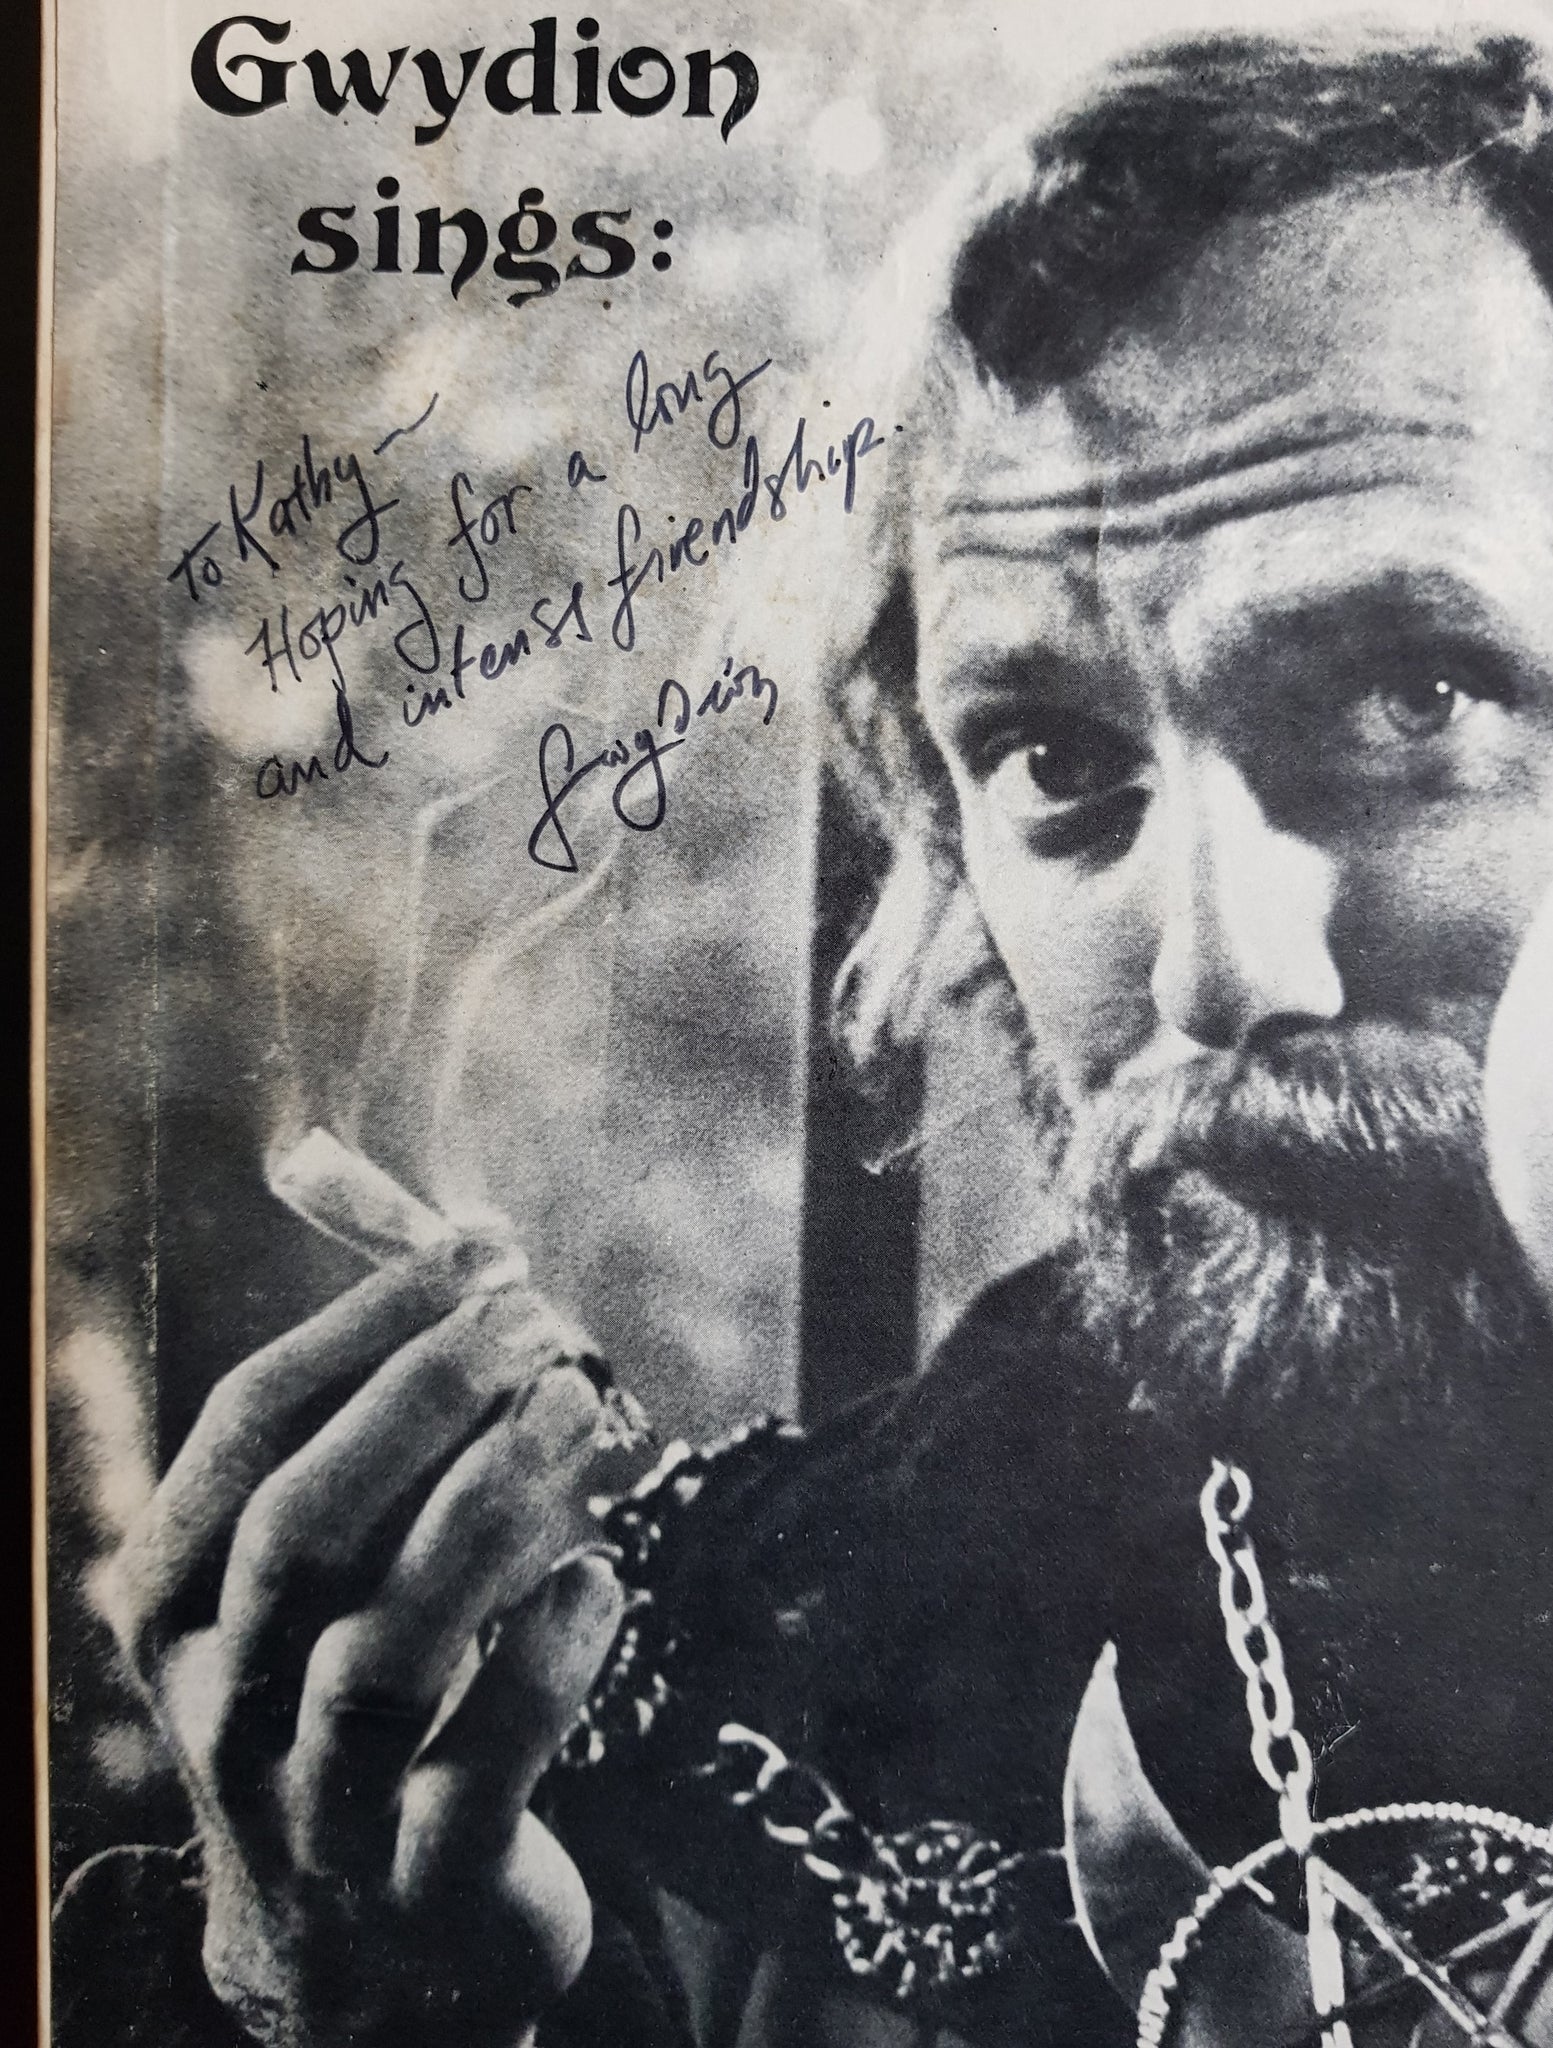 Gwydion
sings:
To Kathy ~
Hoping for a long
and intense friendship.
Gwydion